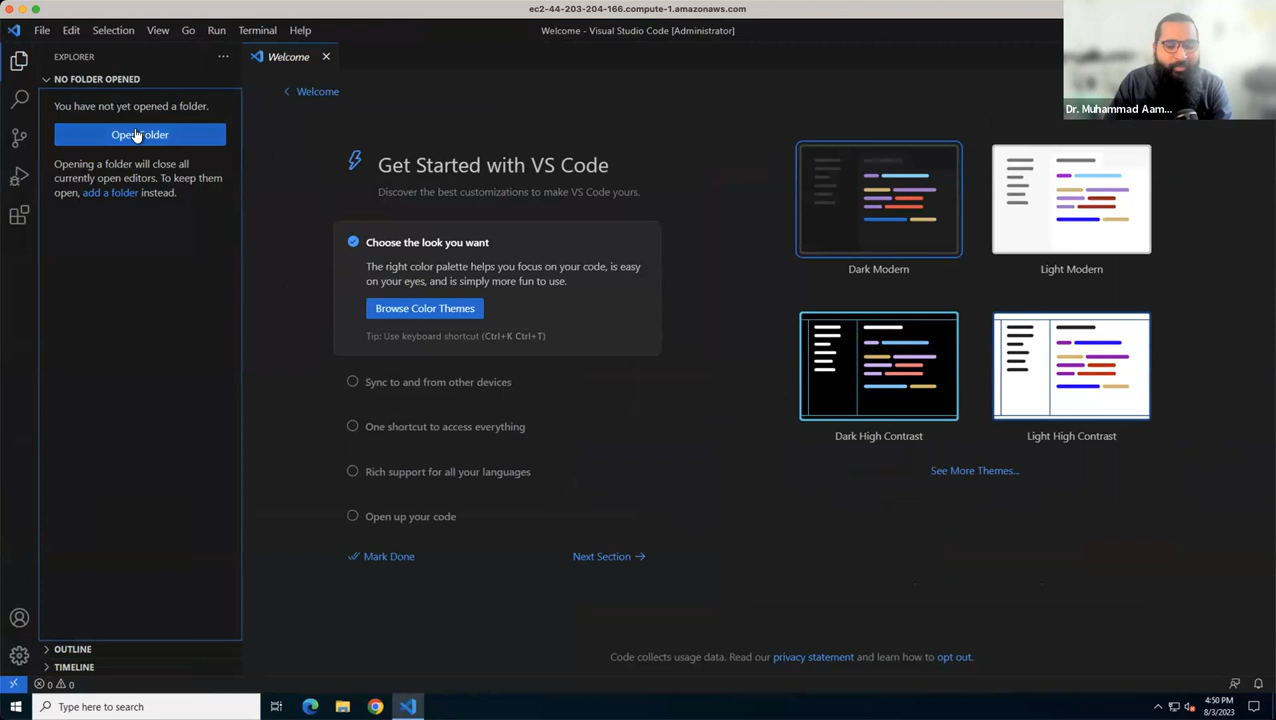 ec2-44-203-204-166.compute-1.amazonaws.com
File Edit Selection View Go Run Terminal Help
Welcome - Visual Studio Code [Administrator]
Dr. Muhammad Aam...
EXPLORER
Welcome
NO FOLDER OPENED
You have not yet opened a folder.
Open Folder
Opening a folder will close all
currently open editors. To keep them
open, add a folder instead.
Welcome
Get Started with VS Code
Discover the best customizations to make VS Code yours.
Choose the look you want
The right color palette helps you focus on your code, is easy
on your eyes, and is simply more fun to use.
Browse Color Themes
Tip: Use keyboard shortcut (Ctrl+K Ctrl+T)
Sync to and from other devices
One shortcut to access everything
Rich support for all your languages
Open up your code
Mark Done
Next Section
Dark Modern
Light Modern
Dark High Contrast
Light High Contrast
See More Themes...
Code collects usage data. Read our privacy statement and learn how to opt out.
OUTLINE
TIMELINE
0 0
Type here to search
4:50 PM
8/3/2023